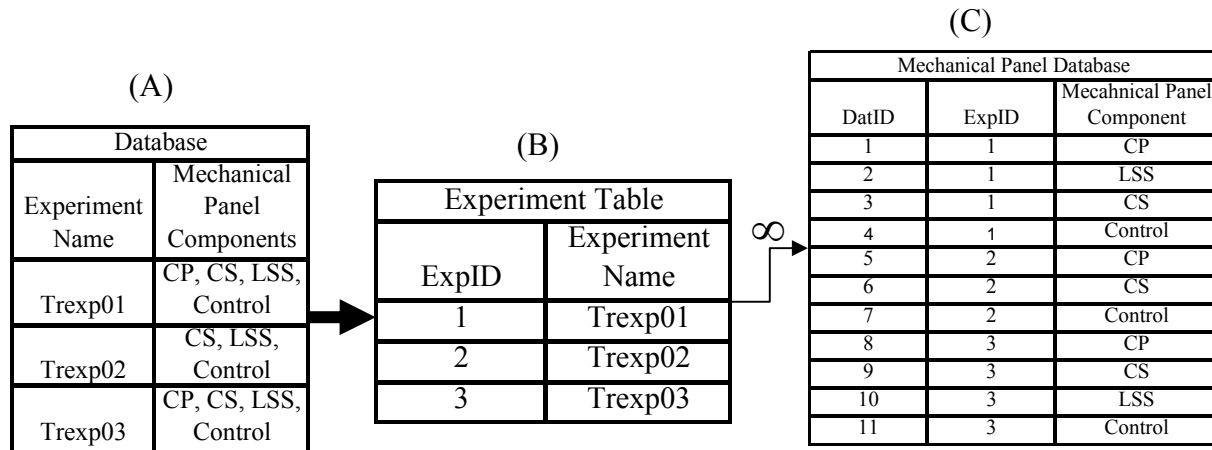 (A)
Database
Experiment
Name
Mechanical
Panel
Components
Trexp01
CP, CS, LSS,
Control
Trexp02
CS, LSS,
Control
Trexp03
CP, CS, LSS,
Control
(B)
Experiment Table
ExpID
Experiment
Name
1 Trexp01
2 Trexp02
3 Trexp03
∞
(C)
Mechanical Panel Database
DatID
ExpID
Mecahnical Panel
Component
1 1 CP
2 1 LSS
3 1 CS
4 1 Control
5 2 CP
6 2 CS
7 2 Control
8 3 CP
9 3 CS
10 3 LSS
11 3 Control